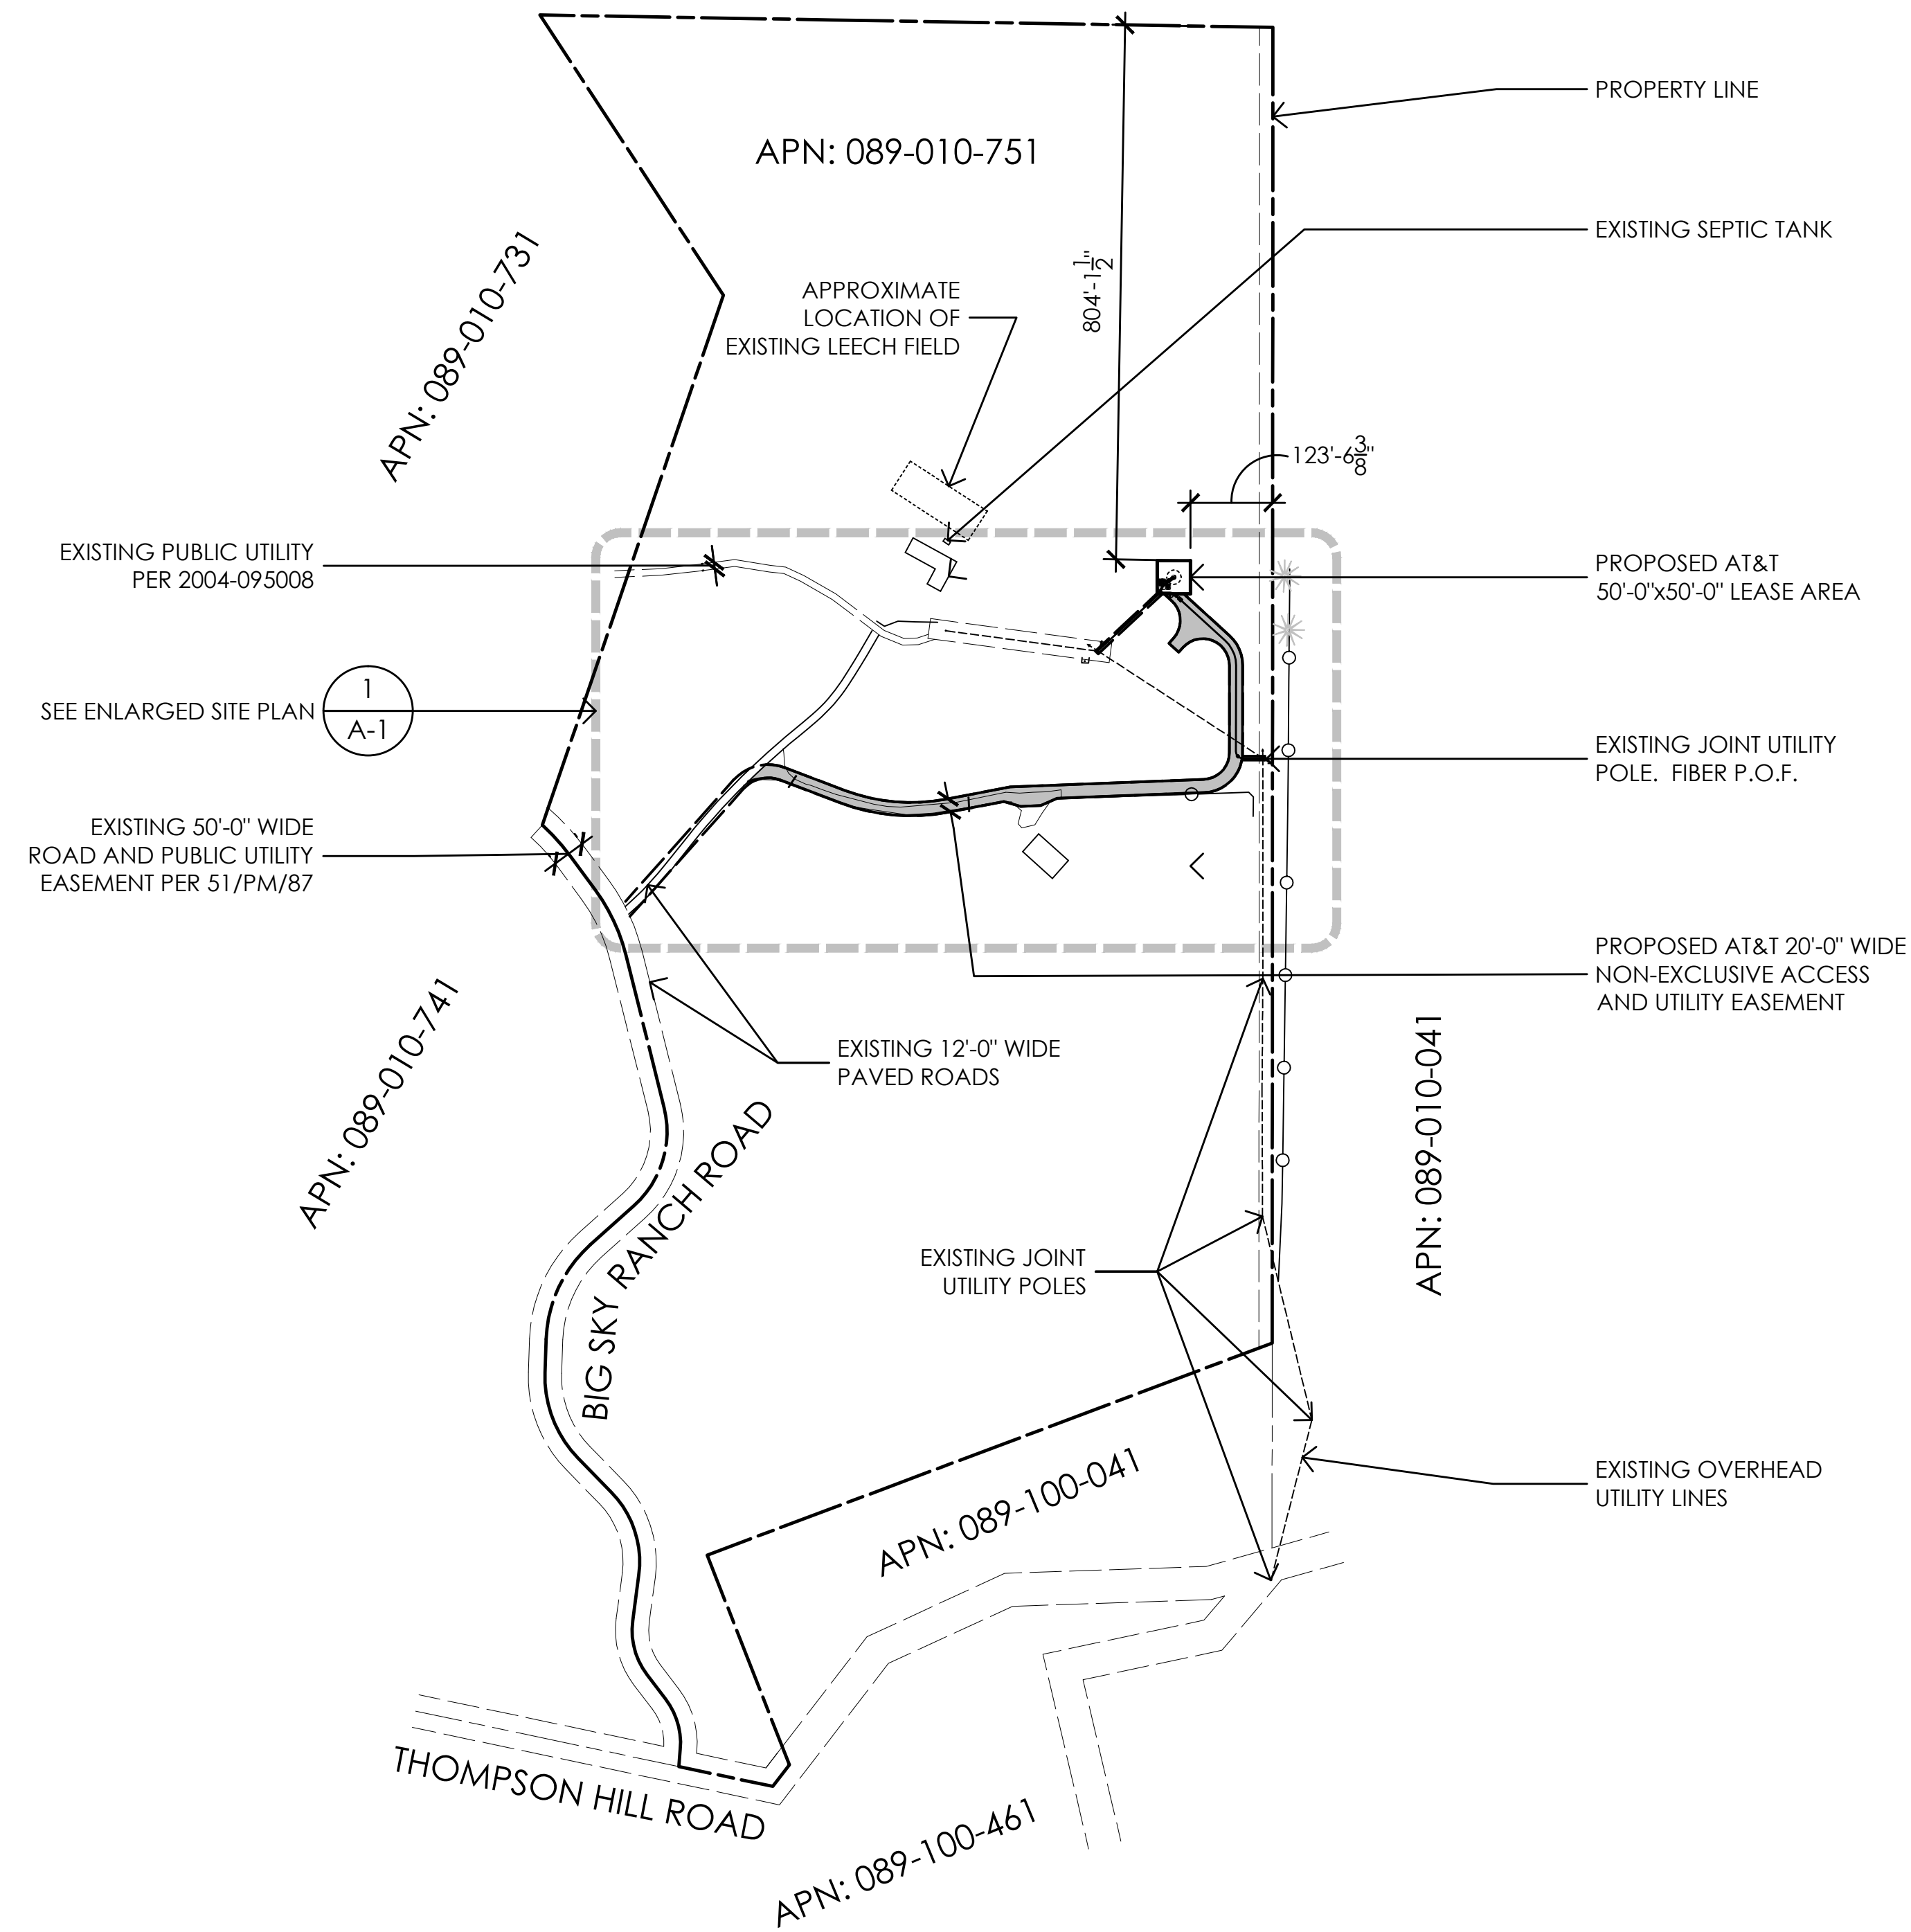 PROPERTY LINE
APN: 089-010-751
EXISTING SEPTIC TANK
APN: 089-010-731
804'-1 1/2"
APPROXIMATE
LOCATION OF
EXISTING LEECH FIELD
123'-6 3/8"
EXISTING PUBLIC UTILITY
PER 2004-095008
PROPOSED AT&T
50'-0"x50'-0" LEASE AREA
E
SEE ENLARGED SITE PLAN
1
A-1
EXISTING JOINT UTILITY
POLE. FIBER P.O.F.
EXISTING 50'-0" WIDE
ROAD AND PUBLIC UTILITY
EASEMENT PER 51/PM/87
PROPOSED AT&T 20'-0" WIDE
NON-EXCLUSIVE ACCESS
AND UTILITY EASEMENT
EXISTING 12'-0" WIDE
PAVED ROADS
APN: 089-010-741
APN: 089-010-041
BIG SKY RANCH ROAD
EXISTING JOINT
UTILITY POLES
APN: 089-100-041
EXISTING OVERHEAD
UTILITY LINES
THOMPSON HILL ROAD
APN: 089-100-461